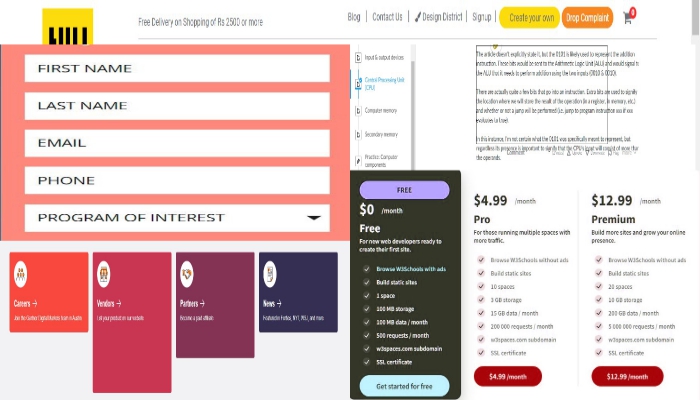 Free Delivery on Shopping of Rs 2500 or more
Blog | Contact Us | Design District | Signup | Create your own Drop Complaint 0
FIRST NAME
LAST NAME
EMAIL
PHONE
PROGRAM OF INTEREST
Careers →
Vendors →
List your product on our website.
Partners →
Become a paid affiliate.
News →
Input & output devices
Central Processing Unit
(CPU)
Computer memory
Secondary memory
Practice: Computer
components
The article doesn't explicitly state it, but the 0101 is likely used to represent the addition
instruction. These bits would be sent to the Arithmetic Logic Unit (ALU) and would signal to
the ALU that it needs to perform addition using the two inputs (0010 & 0010).
There are actually quite a few bits that go into an instruction. Extra bits are used to signify
the location where we will store the result of the operation (in a register, in memory, etc.)
and whether or not a jump will be performed (i.e. jump to program instruction xxx if xxx
evaluates to true).
In this instance, I'm not certain what the 0101 was specifically meant to represent, but
regardless its presence is important to signify that the CPU's input will consist of more than
the operands.
Comment
FREE
$0 /month
Free
For new web developers ready to
create their first site.
Browse W3Schools with ads
Build static sites
1 space
100 MB storage
100 MB data / month
500 requests / month
w3spaces.com subdomain
SSL certificate
Get started for free
$4.99 /month
Pro
For those running multiple spaces with
more traffic.
Browse W3Schools without ads
Build static sites
10 spaces
3 GB storage
15 GB data / month
200 000 requests / month
w3spaces.com subdomain
SSL certificate
$4.99 /month
$12.99 /month
Premium
Build more sites and grow your online
presence.
Browse W3Schools without ads
Build static sites
20 spaces
10 GB storage
200 GB data / month
5 000 000 requests / month
w3spaces.com subdomain
SSL certificate
$12.99 /month